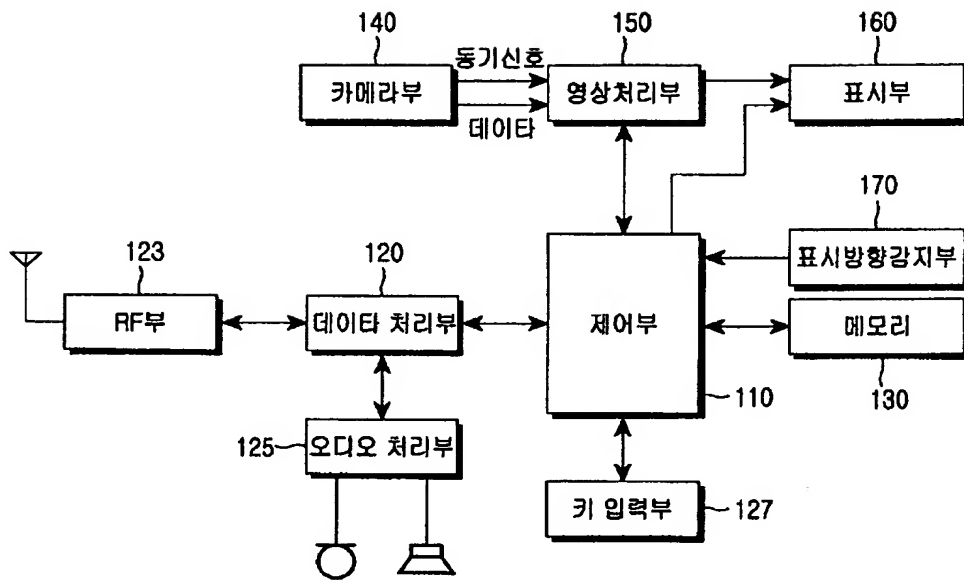 140
150
160
동기신호
카메라부
영상처리부
표시부
데이타
170
표시방향감지부
123
120
RF부
데이타 처리부
제어부
메모리
110
130
125
오디오 처리부
키 입력부
127